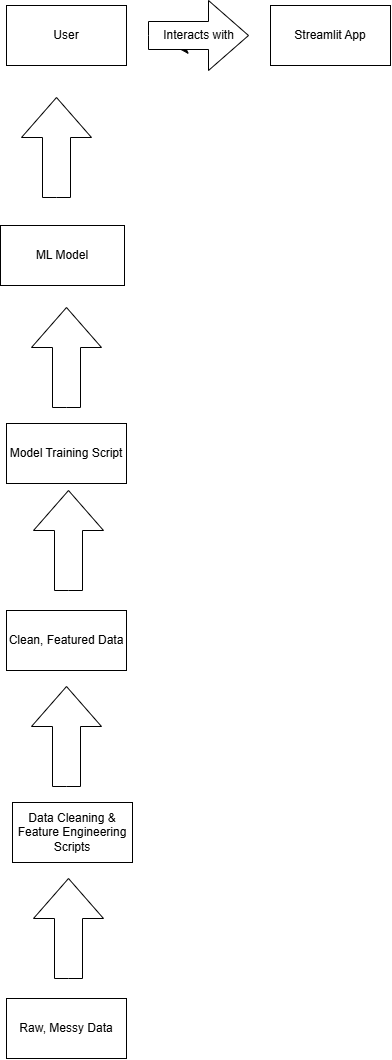 User
Interacts with
Streamlit App
ML Model
Model Training Script
Clean, Featured Data
Data Cleaning &
Feature Engineering
Scripts
Raw, Messy Data